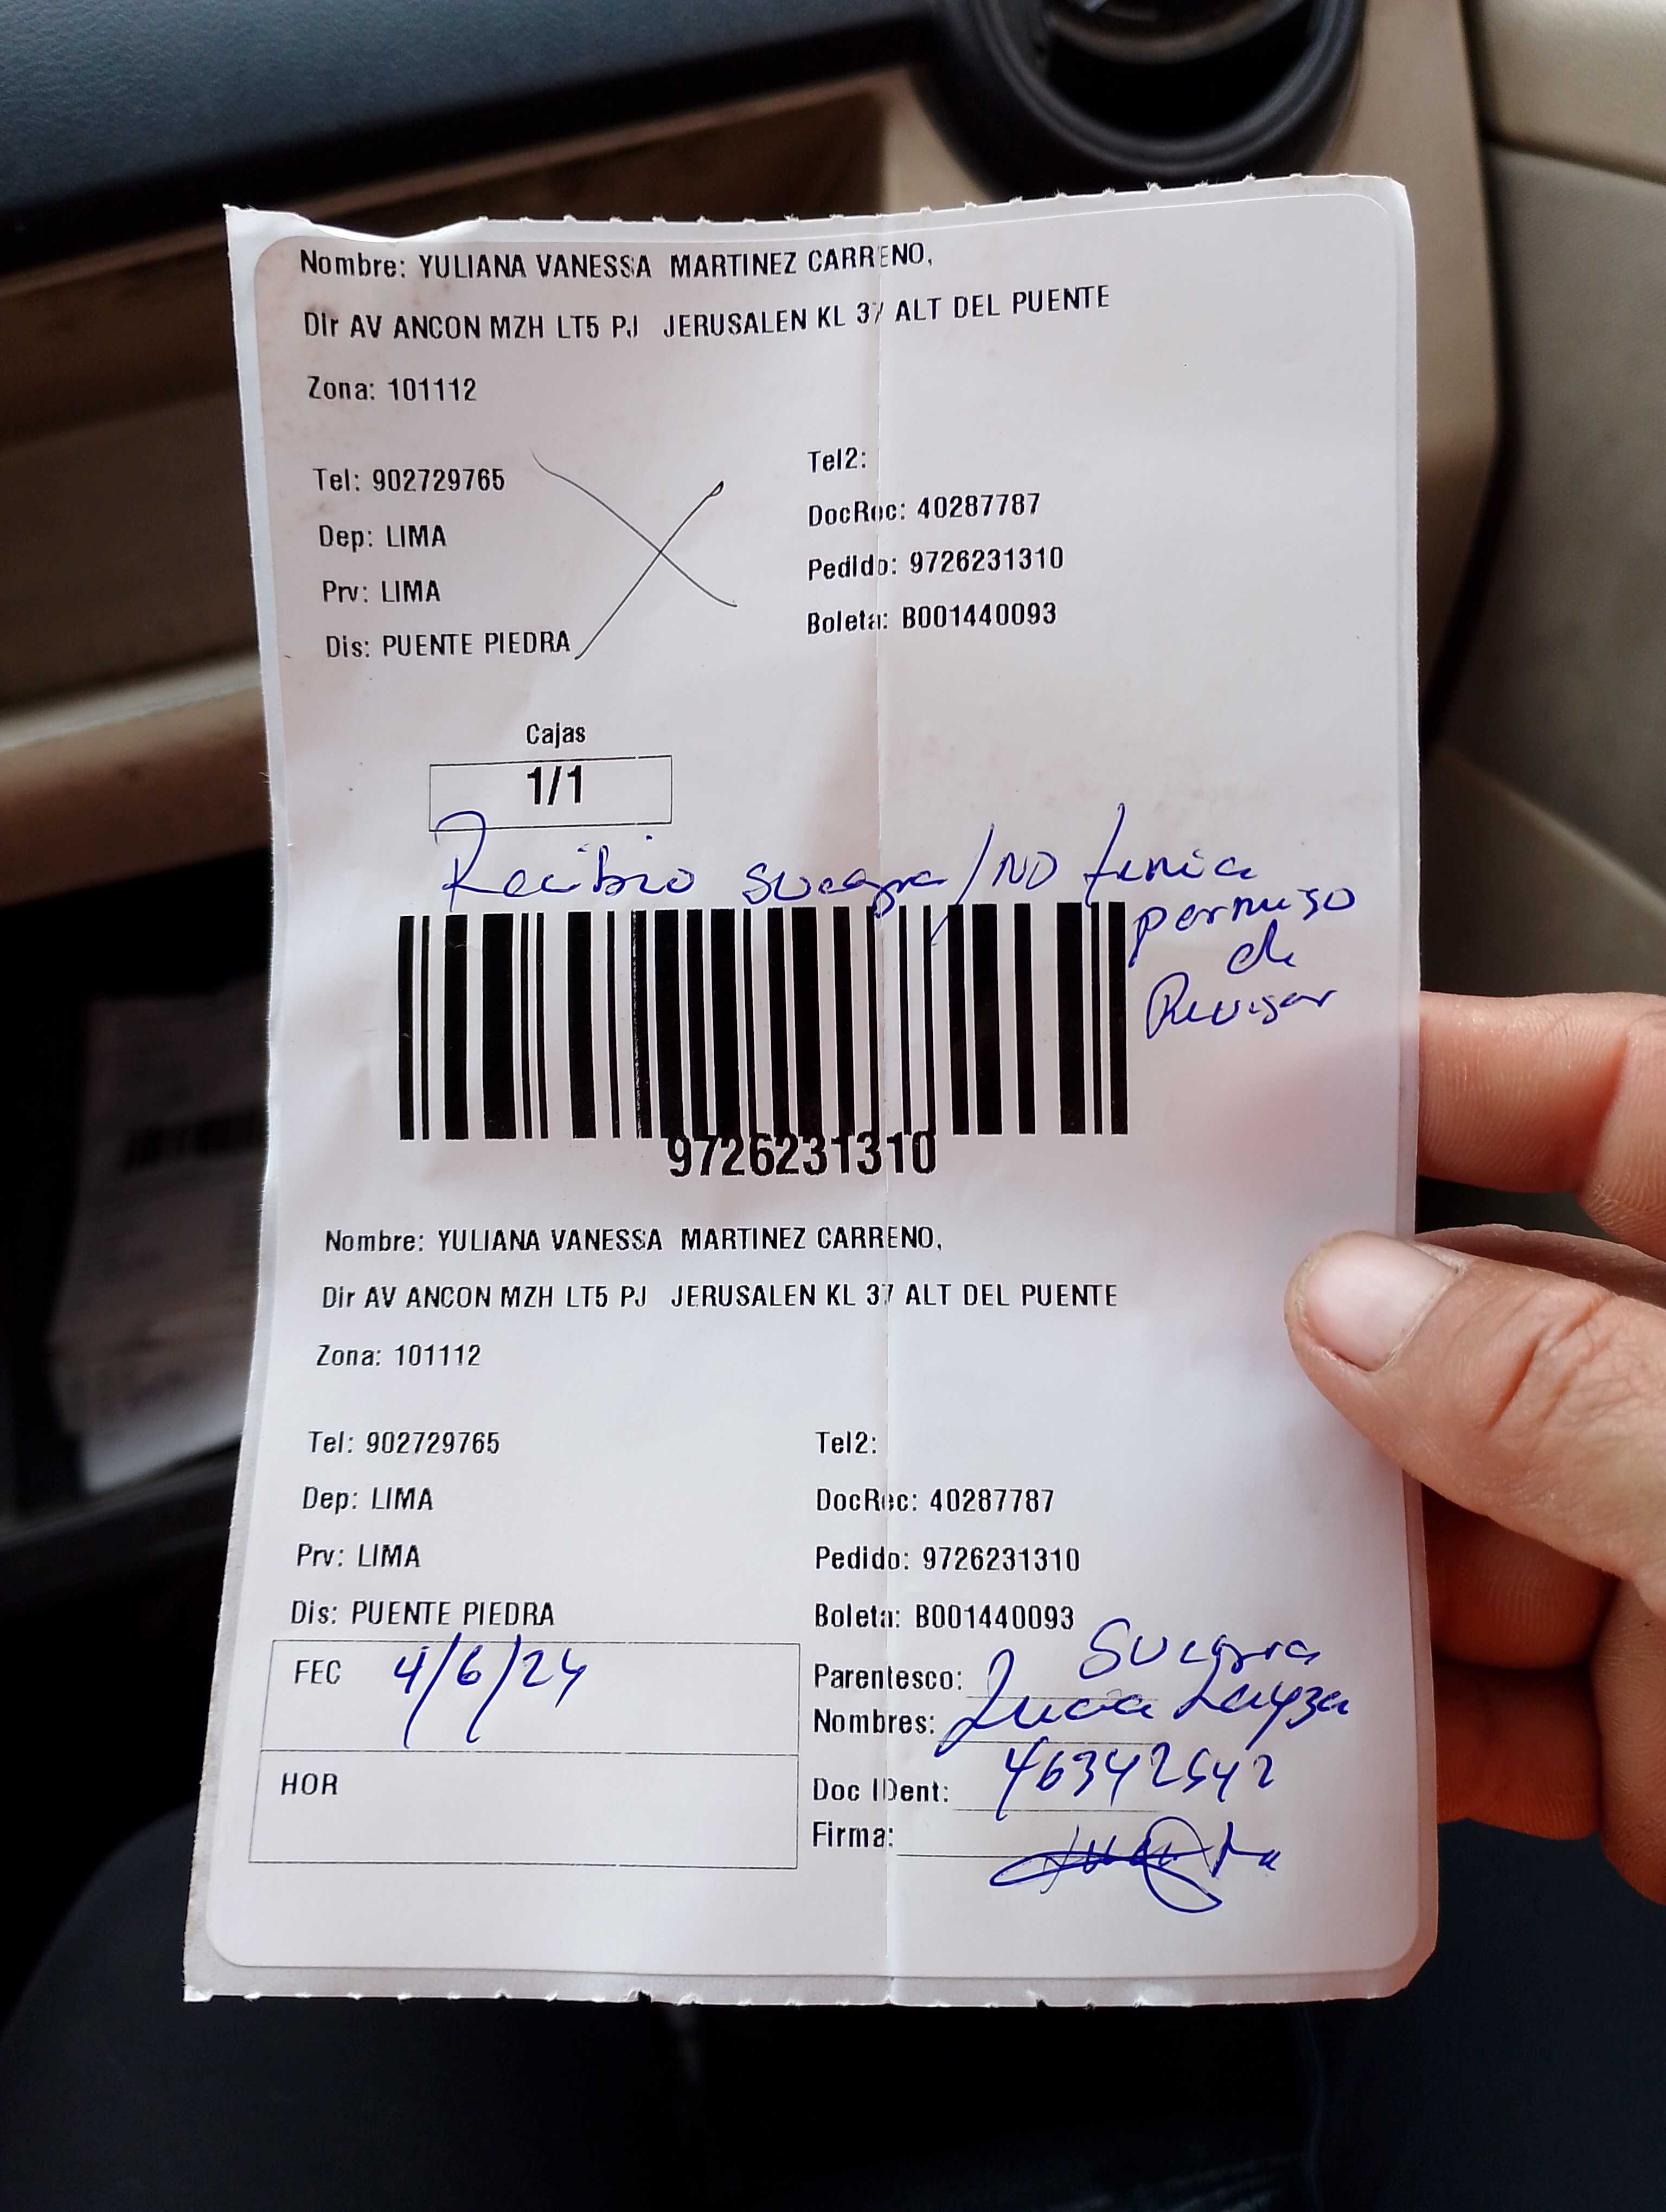 Nombre: YULIANA VANESSA MARTINEZ CARRENO,
Dir AV ANCON MZH LT5 PJ JERUSALEN KL 37 ALT DEL PUENTE
Zona: 101112
Tel: 902729765
Tel2:
Dep: LIMA
DocRec: 40287787
Prv: LIMA
Pedido: 9726231310
Dis: PUENTE PIEDRA
Boleta: B001440093
Cajas
1/1
Recibio suegra / NO tenia
permiso
de
Revisar
9726231310
Nombre: YULIANA VANESSA MARTINEZ CARRENO,
Dir AV ANCON MZH LT5 PJ JERUSALEN KL 37 ALT DEL PUENTE
Zona: 101112
Tel: 902729765
Tel2:
Dep: LIMA
DocRec: 40287787
Prv: LIMA
Pedido: 9726231310
Dis: PUENTE PIEDRA
Boleta: B001440093
FEC 4/6/24
Parentesco: Suegra
Nombres: Layza
HOR
Doc IDent: 46342542
Firma: